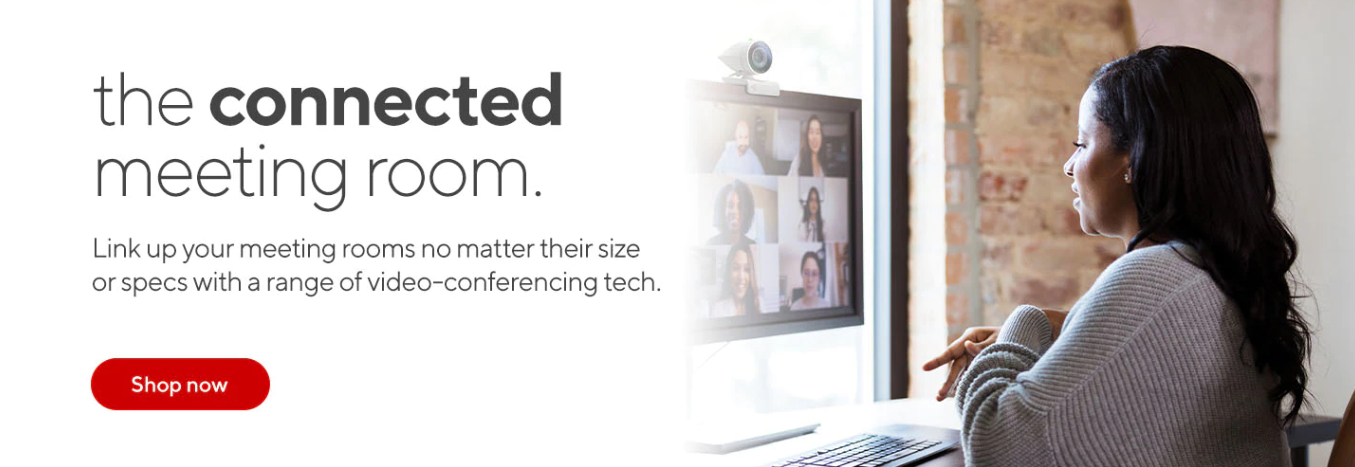 the connected
meeting room.
Link up your meeting rooms no matter their size
or specs with a range of video-conferencing tech.
Shop now